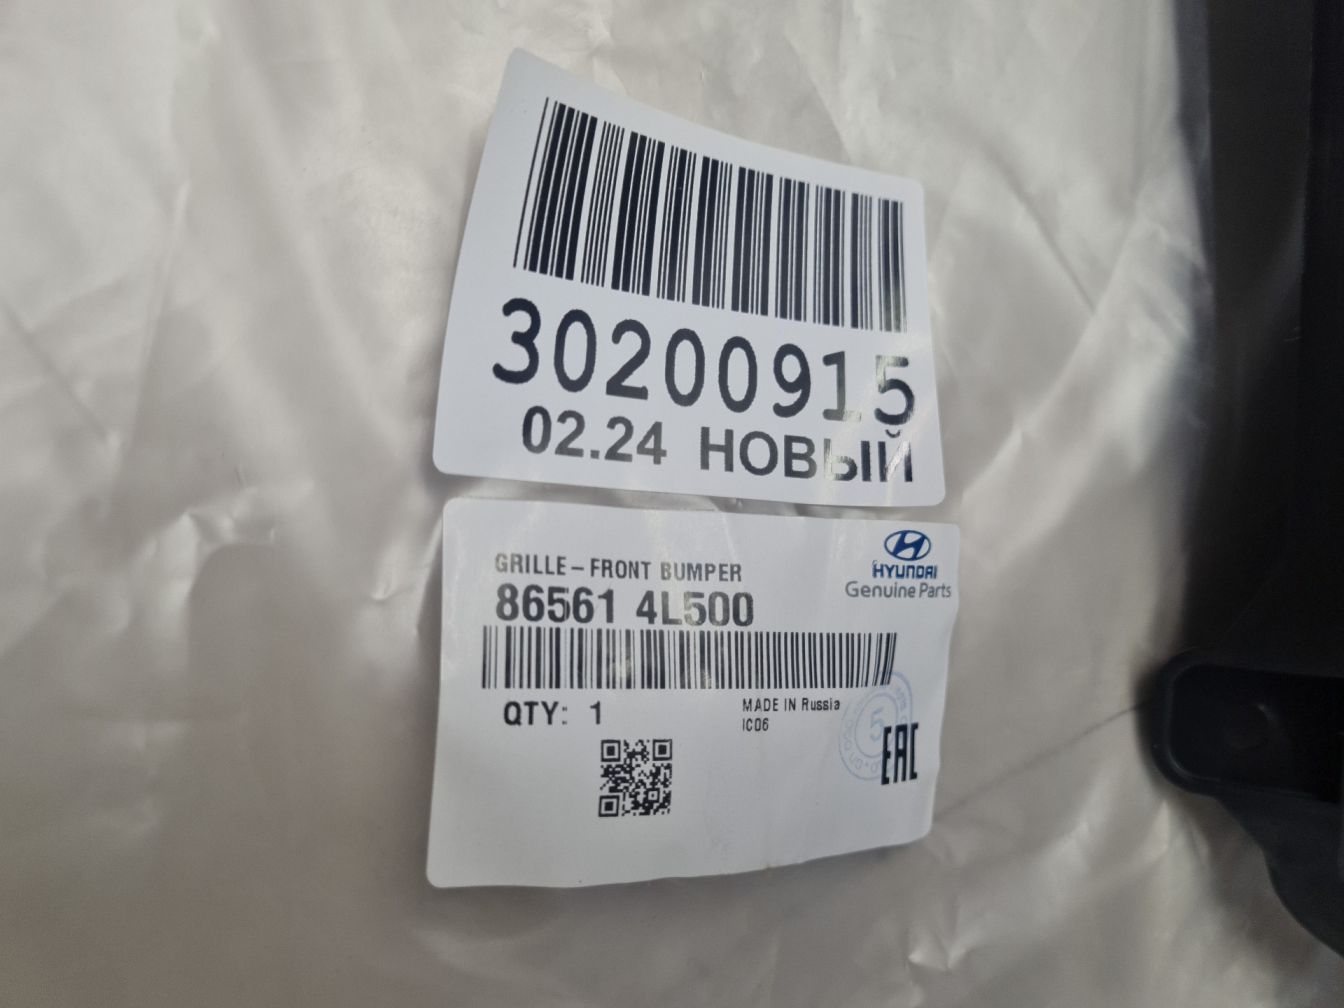 30200915
02.24 НОВЫЙ
GRILLE-FRONT BUMPER
HYUNDAI
Genuine Parts
86561 4L500
QTY: 1
MADE IN Russia
IC06
5
EAC